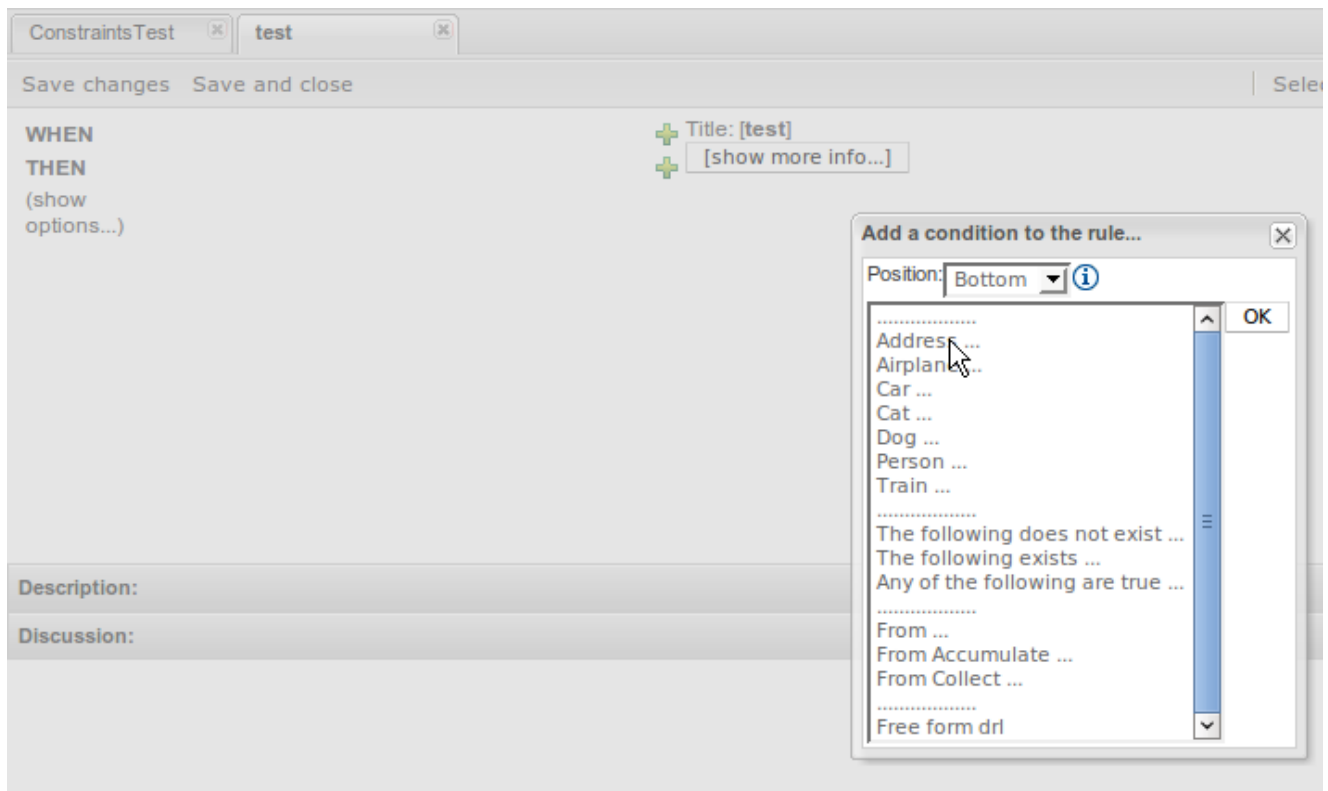 ConstraintsTest test
Save changes Save and close Selec
WHEN
THEN
(show
options...)
Title: [test]
[show more info...]
Add a condition to the rule...
Position: Bottom
OK
..................
Address ...
Airplane ...
Car ...
Cat ...
Dog ...
Person ...
Train ...
..................
The following does not exist ...
The following exists ...
Any of the following are true ...
..................
From ...
From Accumulate ...
From Collect ...
..................
Free form drl
Description:
Discussion: